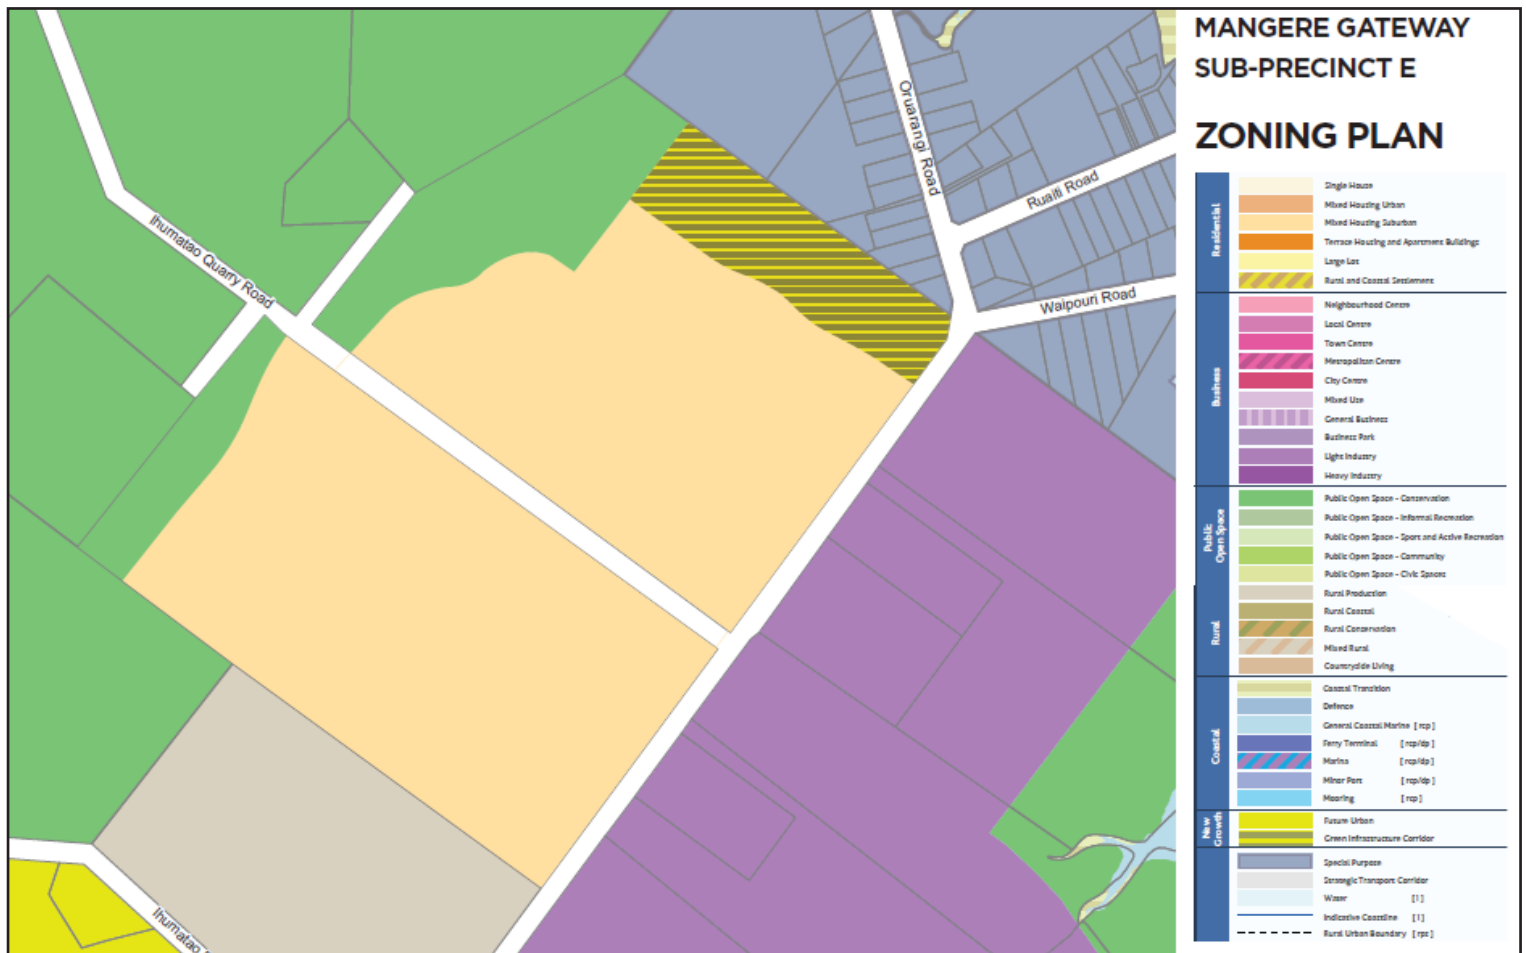 MANGERE GATEWAY
SUB-PRECINCT E
ZONING PLAN
Residential
Single House
Mixed Housing Urban
Mixed Housing Suburban
Terrace Housing and Apartment Buildings
Large Lot
Rural and Coastal Settlement
Business
Neighbourhood Centre
Local Centre
Town Centre
Metropolitan Centre
City Centre
Mixed Use
General Business
Business Park
Light Industry
Heavy Industry
Public
Open Space
Public Open Space - Conservation
Public Open Space - Informal Recreation
Public Open Space - Sport and Active Recreation
Public Open Space - Community
Public Open Space - Civic Spaces
Rural
Rural Production
Rural Coastal
Rural Conservation
Mixed Rural
Countryside Living
Coastal
Coastal Transition
Defence
General Coastal Marine [rcp]
Ferry Terminal [rcp/dp]
Marina [rcp/dp]
Minor Port [rcp/dp]
Mooring [rcp]
New
Growth
Future Urban
Green Infrastructure Corridor
Special Purpose
Strategic Transport Corridor
Water [i]
Indicative Coastline [i]
Rural Urban Boundary [rps]
Oruarangi Road
Ruaiti Road
Waipouri Road
Ihumatao Quarry Road
Ihumatao